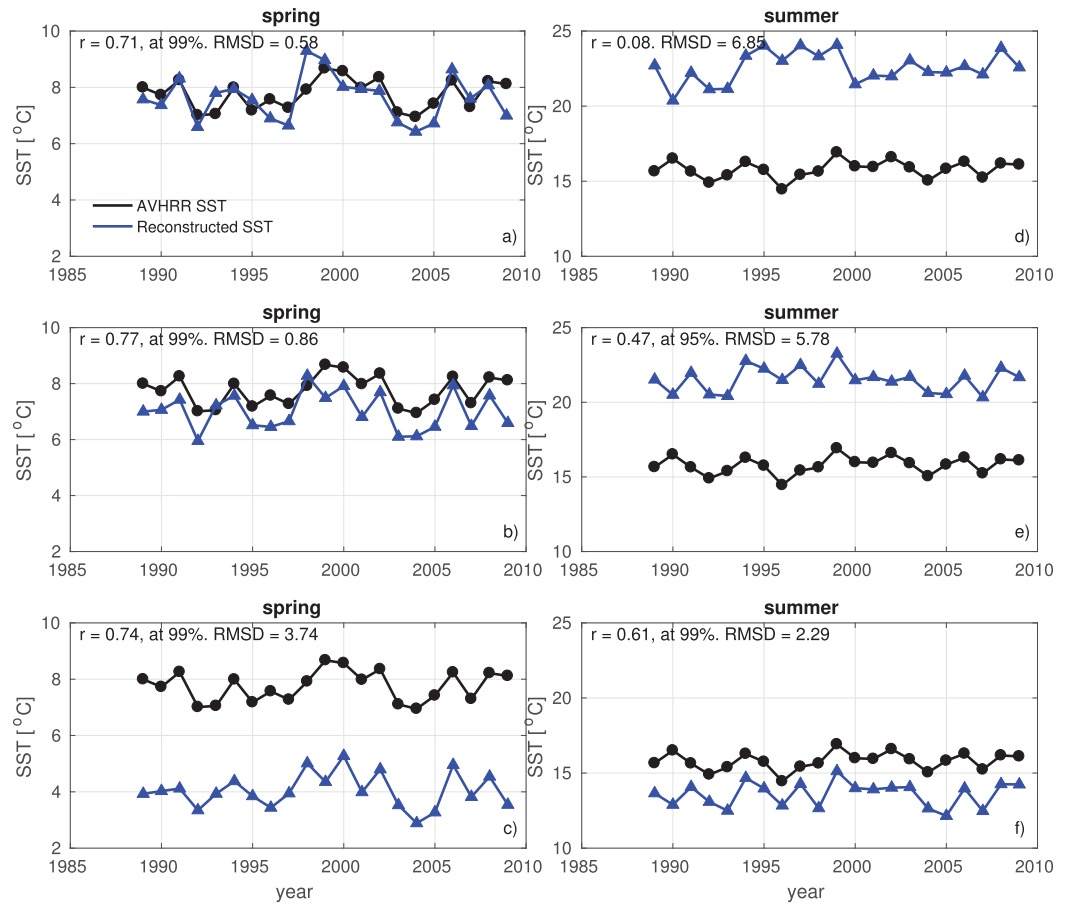 spring
r = 0.71, at 99%. RMSD = 0.58
10
8
6
4
2
SST [ °C]
AVHRR SST
Reconstructed SST
a)
1985 1990 1995 2000 2005 2010
summer
r = 0.08. RMSD = 6.85
25
20
15
10
SST [ °C]
d)
1985 1990 1995 2000 2005 2010
spring
r = 0.77, at 99%. RMSD = 0.86
10
8
6
4
2
SST [ °C]
b)
1985 1990 1995 2000 2005 2010
summer
r = 0.47, at 95%. RMSD = 5.78
25
20
15
10
SST [ °C]
e)
1985 1990 1995 2000 2005 2010
spring
r = 0.74, at 99%. RMSD = 3.74
10
8
6
4
2
SST [ °C]
c)
1985 1990 1995 2000 2005 2010
year
summer
r = 0.61, at 99%. RMSD = 2.29
25
20
15
10
SST [ °C]
f)
1985 1990 1995 2000 2005 2010
year